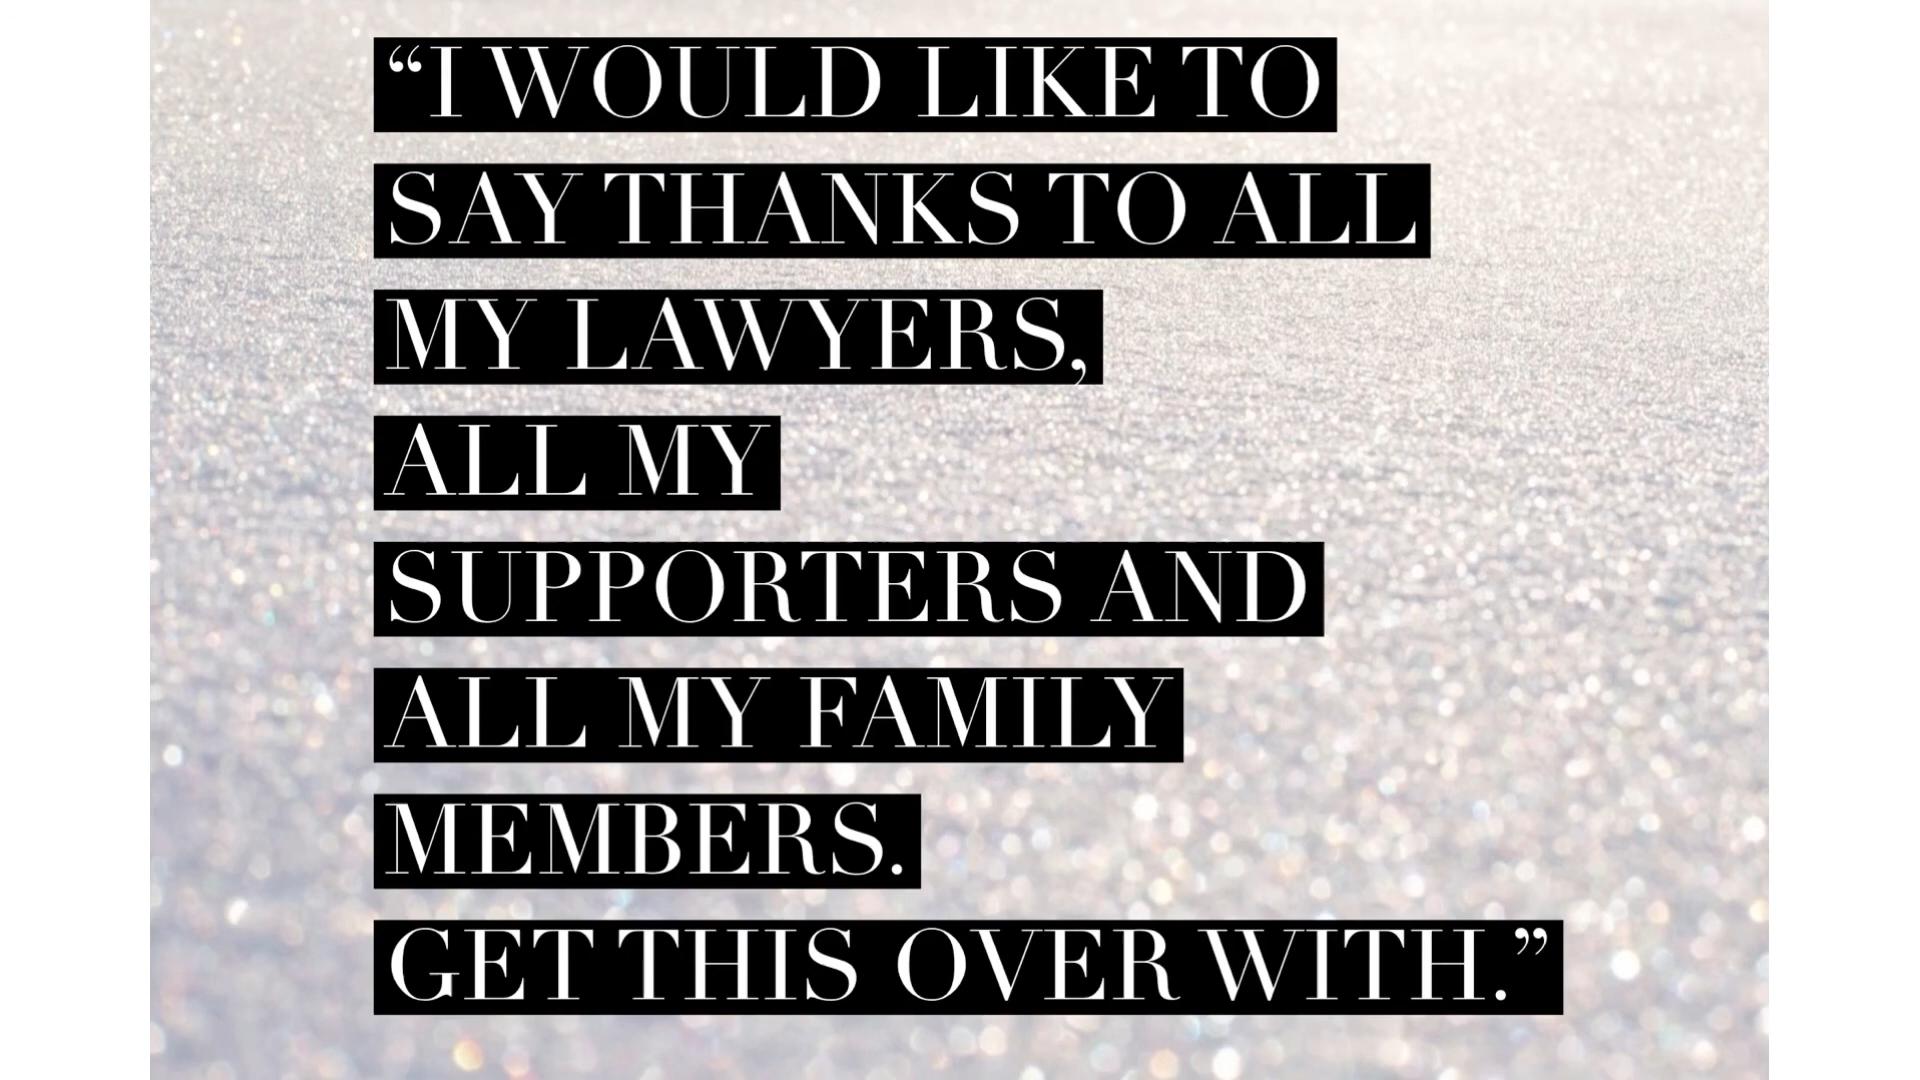 “I WOULD LIKE TO
SAY THANKS TO ALL
MY LAWYERS,
ALL MY
SUPPORTERS AND
ALL MY FAMILY
MEMBERS.
GET THIS OVER WITH.”